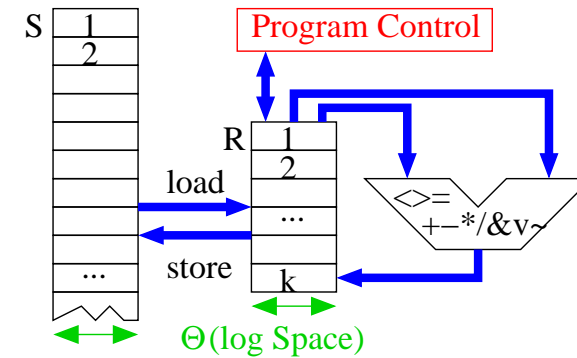 S
1
2
...
Program Control
R
1
2
...
k
load
store
<>=
+−*/&v~
Θ(log Space)